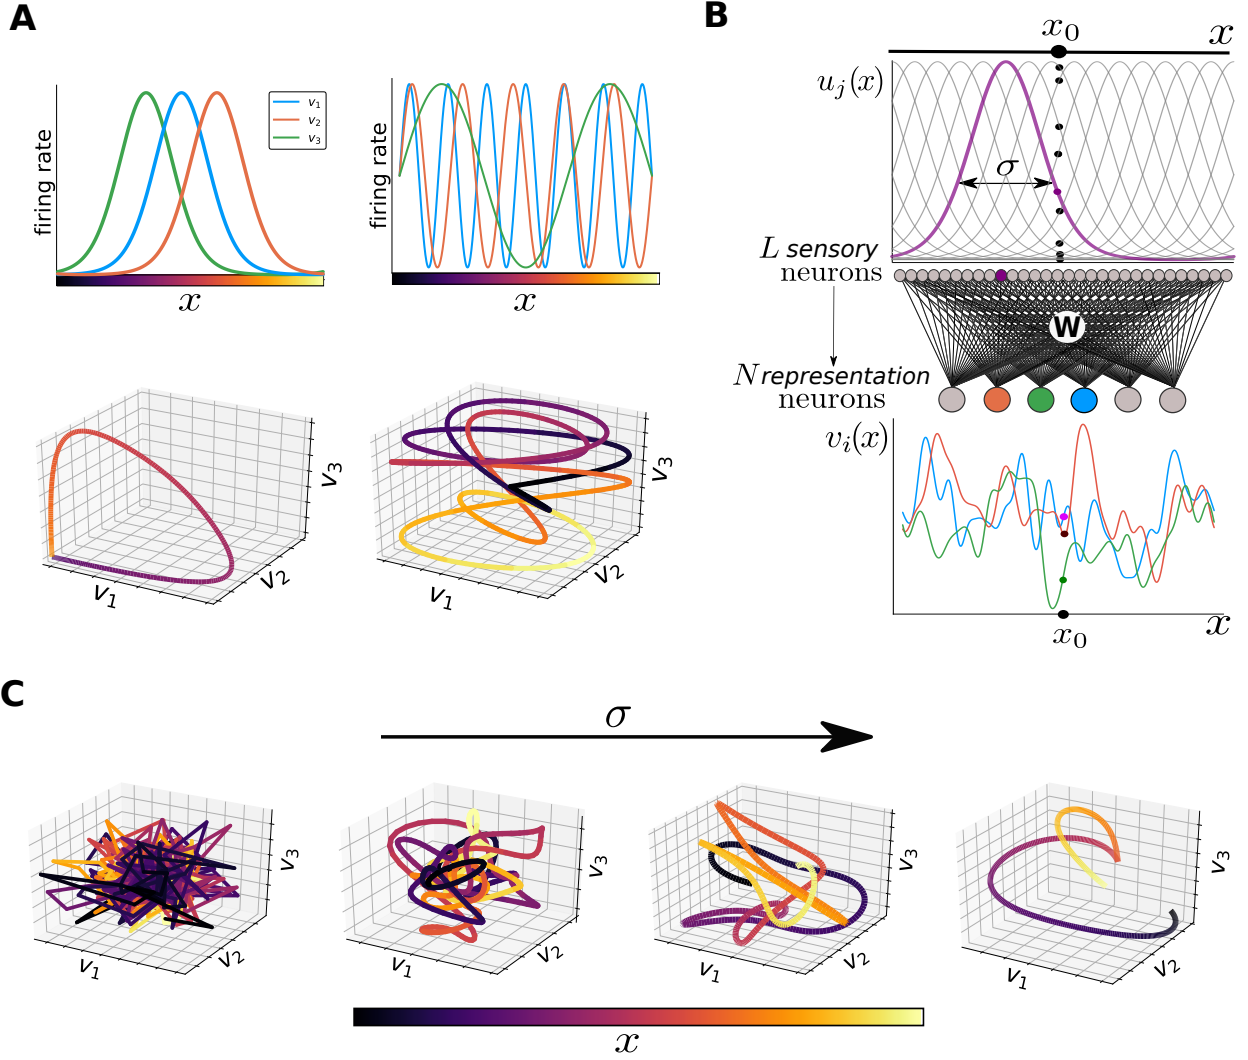 A
firing rate
v₁
v₂
v₃
x
firing rate
x
v₁
v₂
v₃
v₁
v₂
v₃
B
x₀
x
uⱼ(x)
σ
L sensory
neurons
W
N representation
neurons
vᵢ(x)
x₀
x
C
σ
v₁
v₂
v₃
v₁
v₂
v₃
v₁
v₂
v₃
v₁
v₂
v₃
x